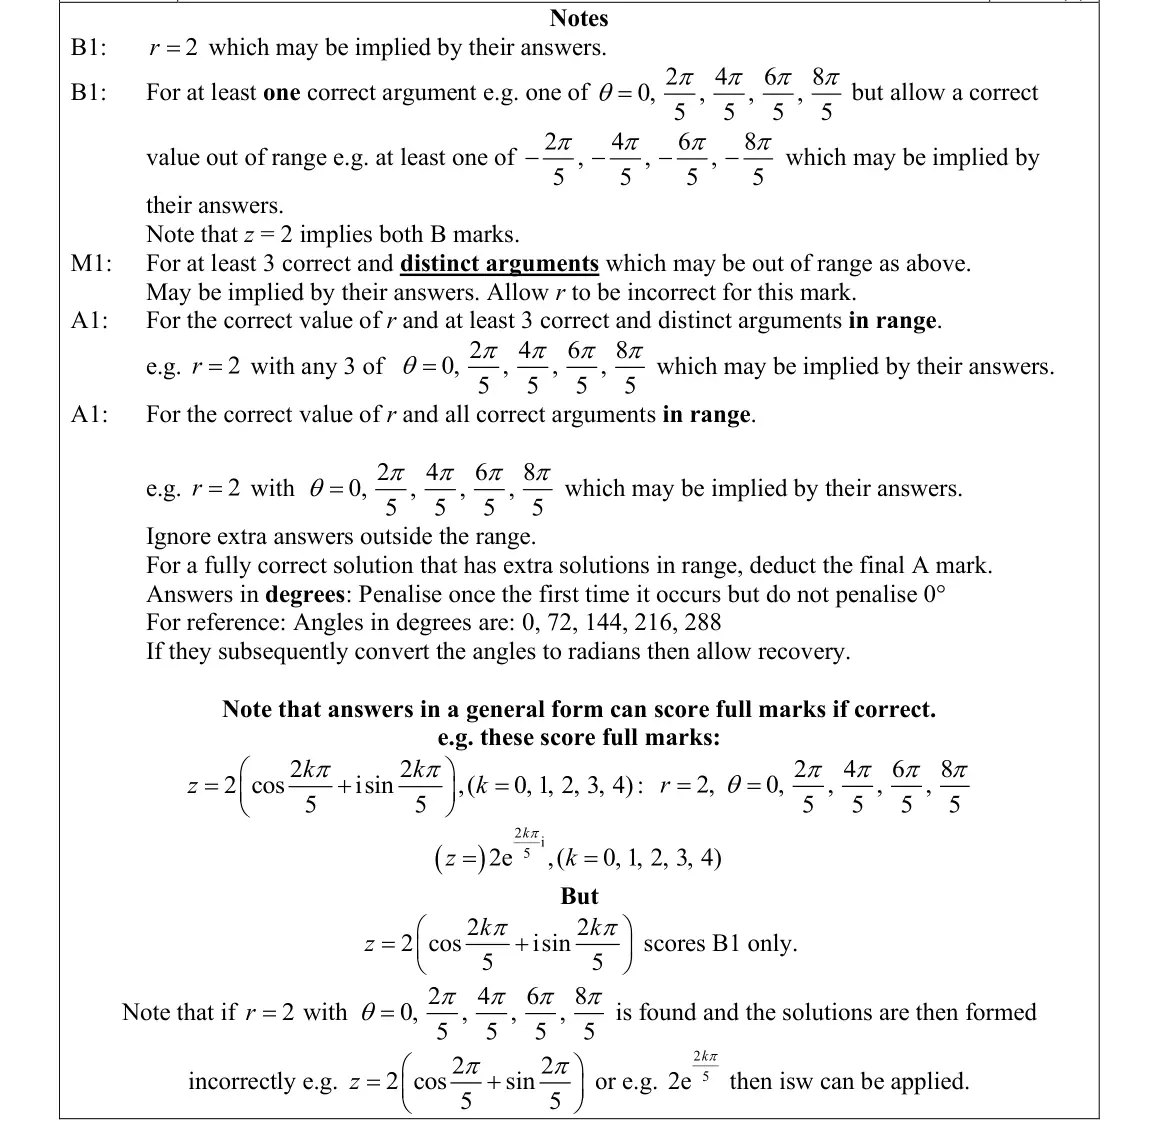 Notes
B1: r = 2 which may be implied by their answers.
B1: For at least one correct argument e.g. one of θ = 0, 2π/5, 4π/5, 6π/5, 8π/5 but allow a correct
value out of range e.g. at least one of −2π/5, −4π/5, −6π/5, −8π/5 which may be implied by
their answers.
Note that z = 2 implies both B marks.
M1: For at least 3 correct and distinct arguments which may be out of range as above.
May be implied by their answers. Allow r to be incorrect for this mark.
A1: For the correct value of r and at least 3 correct and distinct arguments in range.
e.g. r = 2 with any 3 of θ = 0, 2π/5, 4π/5, 6π/5, 8π/5 which may be implied by their answers.
A1: For the correct value of r and all correct arguments in range.
e.g. r = 2 with θ = 0, 2π/5, 4π/5, 6π/5, 8π/5 which may be implied by their answers.
Ignore extra answers outside the range.
For a fully correct solution that has extra solutions in range, deduct the final A mark.
Answers in degrees: Penalise once the first time it occurs but do not penalise 0°
For reference: Angles in degrees are: 0, 72, 144, 216, 288
If they subsequently convert the angles to radians then allow recovery.
Note that answers in a general form can score full marks if correct.
e.g. these score full marks:
z = 2(cos 2kπ/5 + i sin 2kπ/5), (k = 0, 1, 2, 3, 4): r = 2, θ = 0, 2π/5, 4π/5, 6π/5, 8π/5
(z =) 2e^(2kπ/5 i), (k = 0, 1, 2, 3, 4)
But
z = 2(cos 2kπ/5 + i sin 2kπ/5) scores B1 only.
Note that if r = 2 with θ = 0, 2π/5, 4π/5, 6π/5, 8π/5 is found and the solutions are then formed
incorrectly e.g. z = 2(cos 2π/5 + sin 2π/5) or e.g. 2e^(2kπ/5) then isw can be applied.